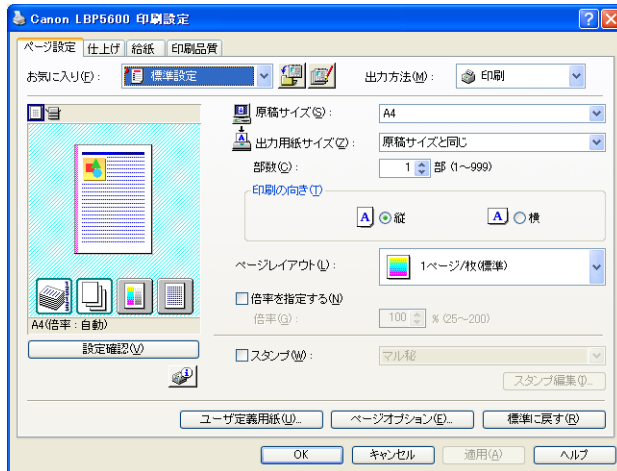 Canon LBP5600 印刷設定
ページ設定 仕上げ 給紙 印刷品質
お気に入り(F): 標準設定 出力方法(M): 印刷
原稿サイズ(S): A4
出力用紙サイズ(Z): 原稿サイズと同じ
部数(C): 1 部 (1～999)
印刷の向き(T)
A 縦 A 横
ページレイアウト(L): 1ページ/枚(標準)
倍率を指定する(N)
A4(倍率:自動) 倍率(G): 100 % (25～200)
設定確認(V) スタンプ(W): マル秘
スタンプ編集(I)...
ユーザ定義用紙(U)... ページオプション(E)... 標準に戻す(R)
OK キャンセル 適用(A) ヘルプ